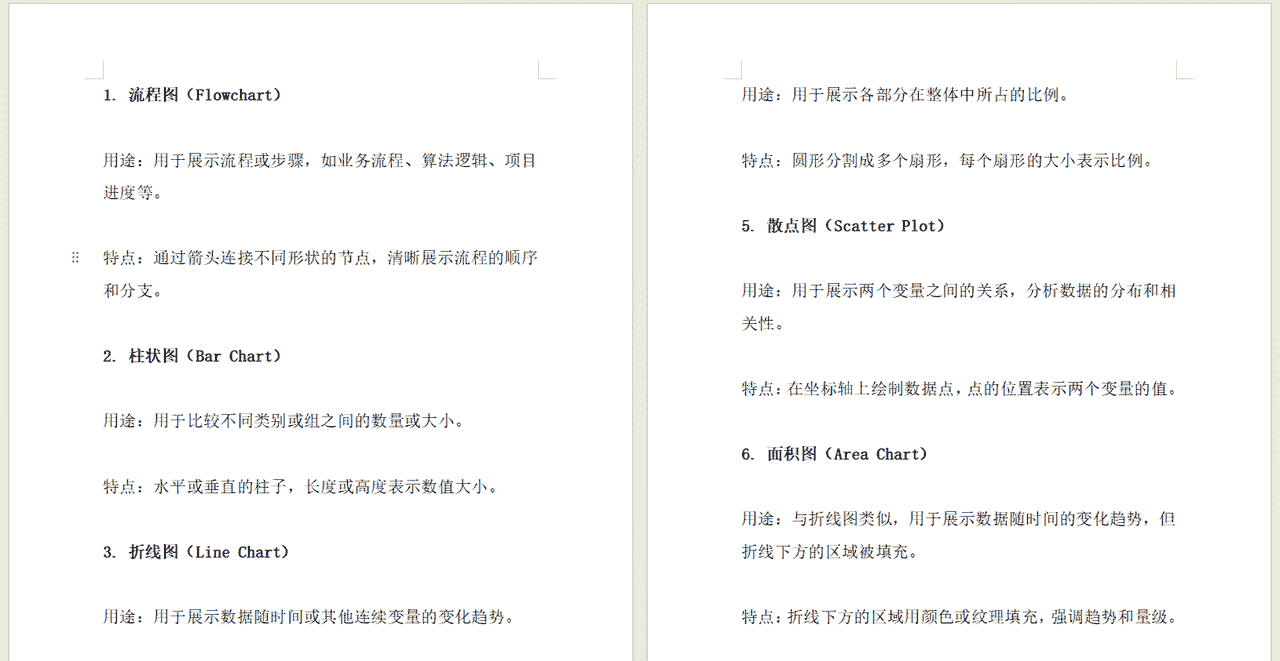 1. 流程图（Flowchart）
用途：用于展示流程或步骤，如业务流程、算法逻辑、项目
进度等。
特点：通过箭头连接不同形状的节点，清晰展示流程的顺序
和分支。
2. 柱状图（Bar Chart）
用途：用于比较不同类别或组之间的数量或大小。
特点：水平或垂直的柱子，长度或高度表示数值大小。
3. 折线图（Line Chart）
用途：用于展示数据随时间或其他连续变量的变化趋势。
用途：用于展示各部分在整体中所占的比例。
特点：圆形分割成多个扇形，每个扇形的大小表示比例。
5. 散点图（Scatter Plot）
用途：用于展示两个变量之间的关系，分析数据的分布和相
关性。
特点：在坐标轴上绘制数据点，点的位置表示两个变量的值。
6. 面积图（Area Chart）
用途：与折线图类似，用于展示数据随时间的变化趋势，但
折线下方的区域被填充。
特点：折线下方的区域用颜色或纹理填充，强调趋势和量级。